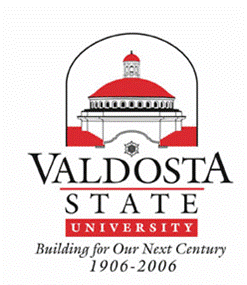 VALDOSTA
STATE
UNIVERSITY
Building for Our Next Century
1906-2006